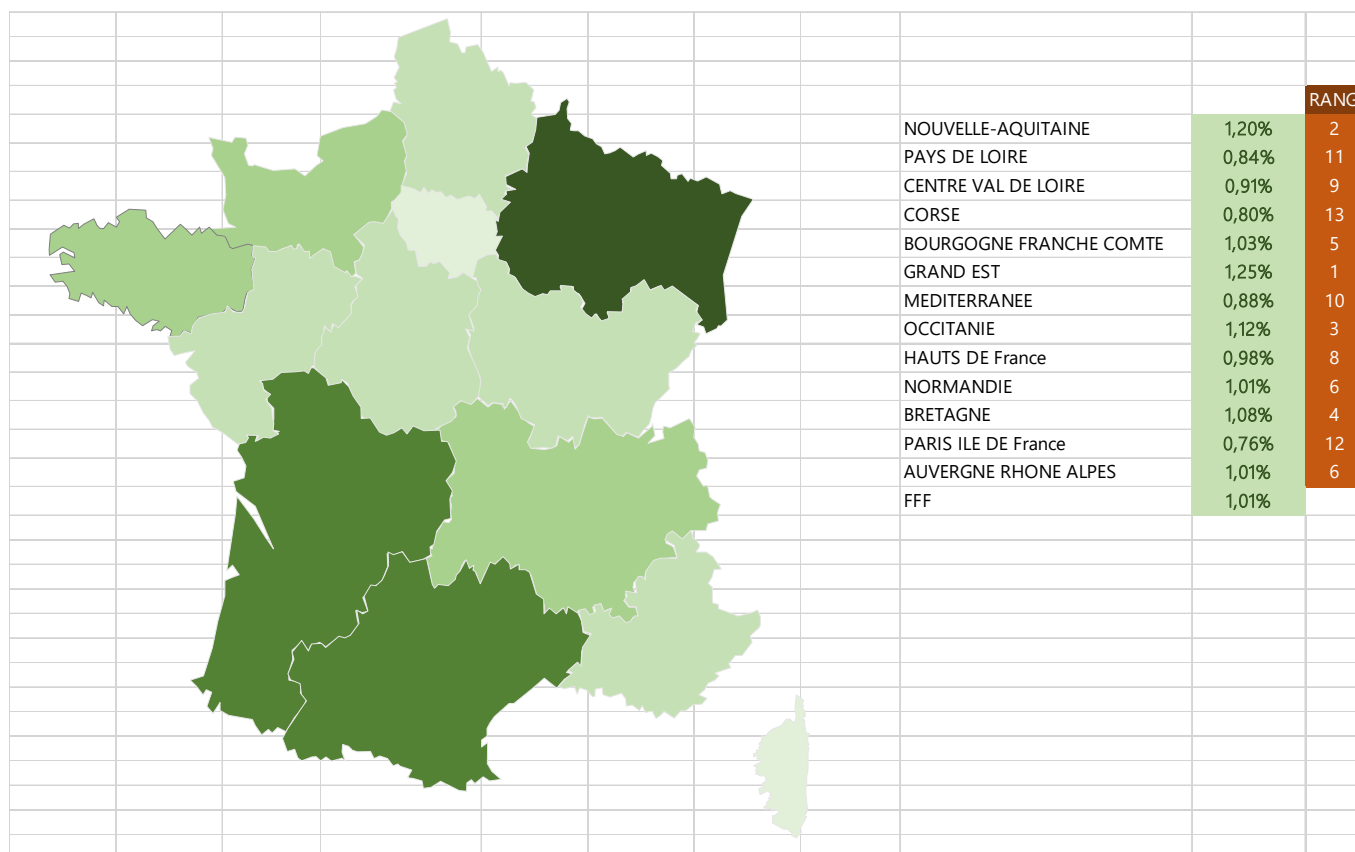 RANG
NOUVELLE-AQUITAINE 1,20% 2
PAYS DE LOIRE 0,84% 11
CENTRE VAL DE LOIRE 0,91% 9
CORSE 0,80% 13
BOURGOGNE FRANCHE COMTE 1,03% 5
GRAND EST 1,25% 1
MEDITERRANEE 0,88% 10
OCCITANIE 1,12% 3
HAUTS DE France 0,98% 8
NORMANDIE 1,01% 6
BRETAGNE 1,08% 4
PARIS ILE DE France 0,76% 12
AUVERGNE RHONE ALPES 1,01% 6
FFF 1,01%